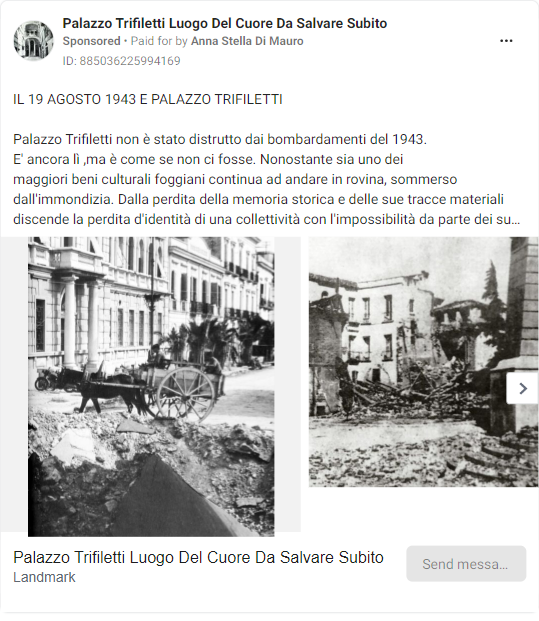 Palazzo Trifiletti Luogo Del Cuore Da Salvare Subito
Sponsored • Paid for by Anna Stella Di Mauro
ID: 885036225994169
IL 19 AGOSTO 1943 E PALAZZO TRIFILETTI
Palazzo Trifiletti non è stato distrutto dai bombardamenti del 1943.
E' ancora lì ,ma è come se non ci fosse. Nonostante sia uno dei
maggiori beni culturali foggiani continua ad andare in rovina, sommerso
dall'immondizia. Dalla perdita della memoria storica e delle sue tracce materiali
discende la perdita d'identità di una collettività con l'impossibilità da parte dei su...
Palazzo Trifiletti Luogo Del Cuore Da Salvare Subito
Landmark
Send messa...